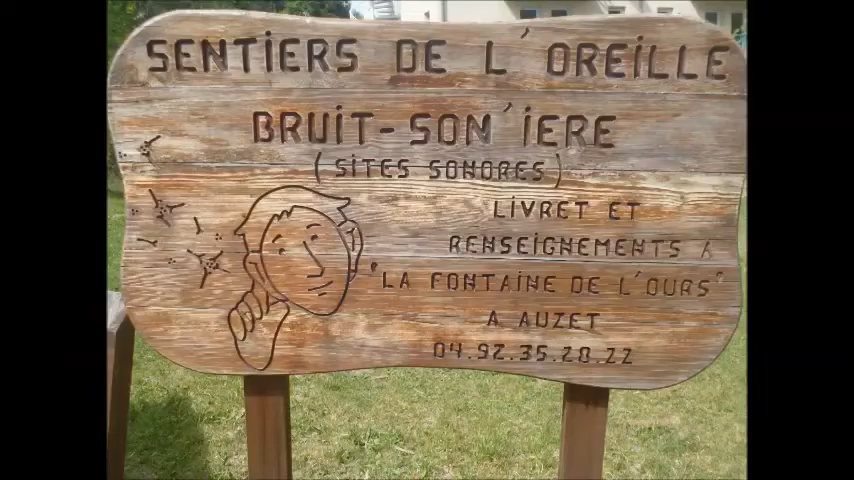 SENTiERS DE L'OREiLLE
BRUiT-SON'iERE
(SiTES SONORES)
LiVRET ET
RENSEiGNEMENTS A
"LA FONTAiNE DE L'OURS"
A AUZET
04.92.35.28.22